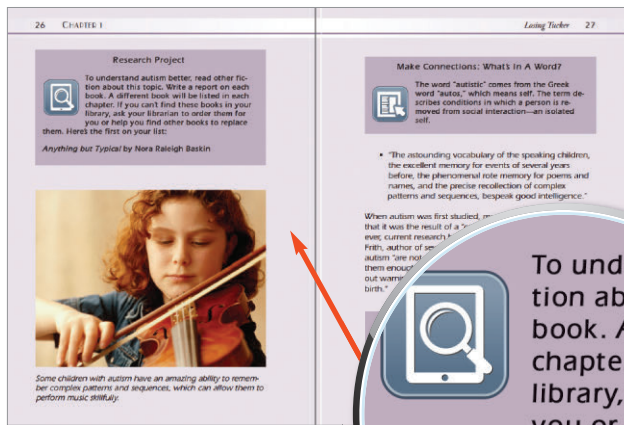 26 CHAPTER 1
Research Project
To understand autism better, read other fic-
tion about this topic. Write a report on each
book. A different book will be listed in each
chapter. If you can't find these books in your
library, ask your librarian to order them for
you or help you find other books to replace
them. Here's the first on your list:
Anything but Typical by Nora Raleigh Baskin
Some children with autism have an amazing ability to remem-
ber complex patterns and sequences, which can allow them to
perform music skillfully.
Losing Tucker 27
Make Connections: What's In A Word?
The word "autistic" comes from the Greek
word "autos," which means self. The term de-
scribes conditions in which a person is re-
moved from social interaction—an isolated
self.
• "The astounding vocabulary of the speaking children,
the excellent memory for events of several years
before, the phenomenal rote memory for poems and
names, and the precise recollection of complex
patterns and sequences, bespeak good intelligence."
When autism was first studied,
that it was the result of a
ever, current research
Frith, author of
autism "are not
them
out
birth."
To und
tion ab
book. A
chapte
library,
you or